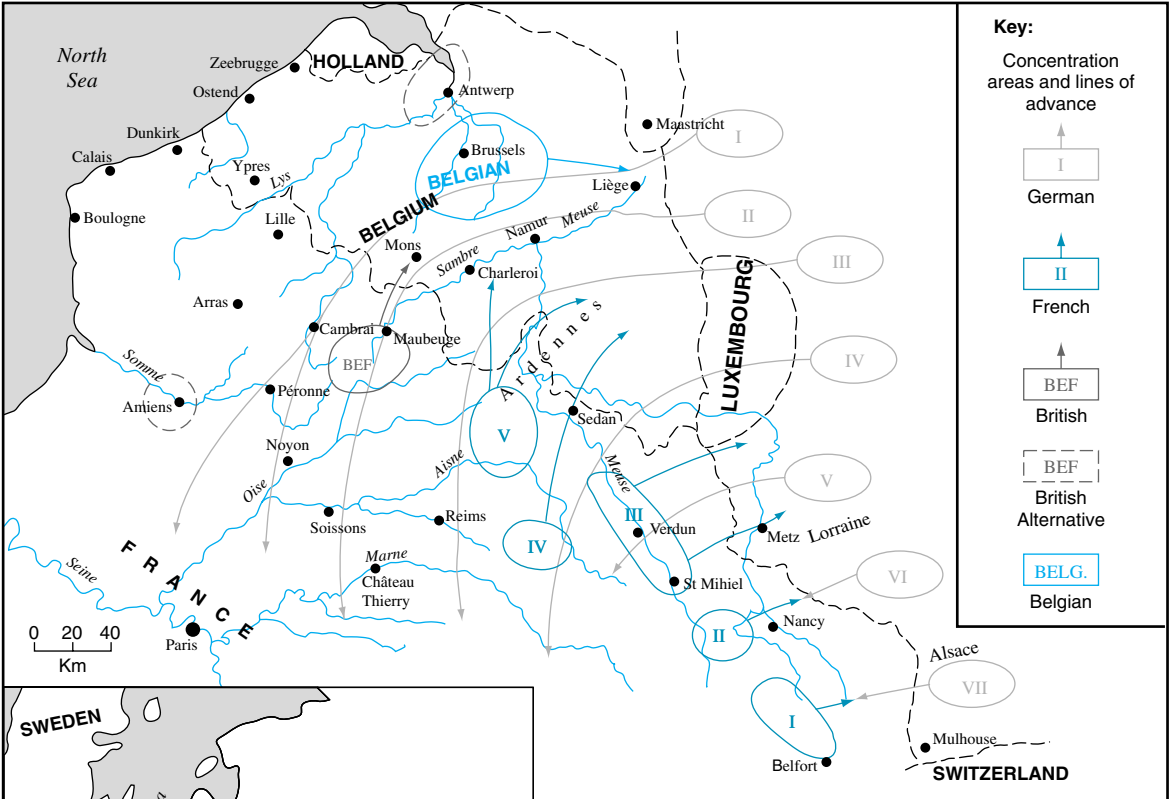 North
Sea
HOLLAND
Zeebrugge
Ostend
Antwerp
Dunkirk
Maastricht
I
Calais
Ypres
Brussels
BELGIAN
Lys
Liège
Boulogne
Lille
BELGIUM
Meuse
Namur
II
Mons
Sambre
Charleroi
III
Arras
Cambrai
Maubeuge
LUXEMBOURG
BEF
Ardennes
IV
Sommé
Amiens
Péronne
Sedan
V
Noyon
Aisne
Meuse
V
Oise
Soissons
Reims
III
Verdun
Metz
Lorraine
IV
FRANCE
Marne
Château
Thierry
St Mihiel
VI
Seine
Paris
II
Nancy
0 20 40
Km
Alsace
VII
I
Mulhouse
Belfort
SWITZERLAND
SWEDEN
Key:
Concentration
areas and lines of
advance
I
German
II
French
BEF
British
BEF
British
Alternative
BELG.
Belgian